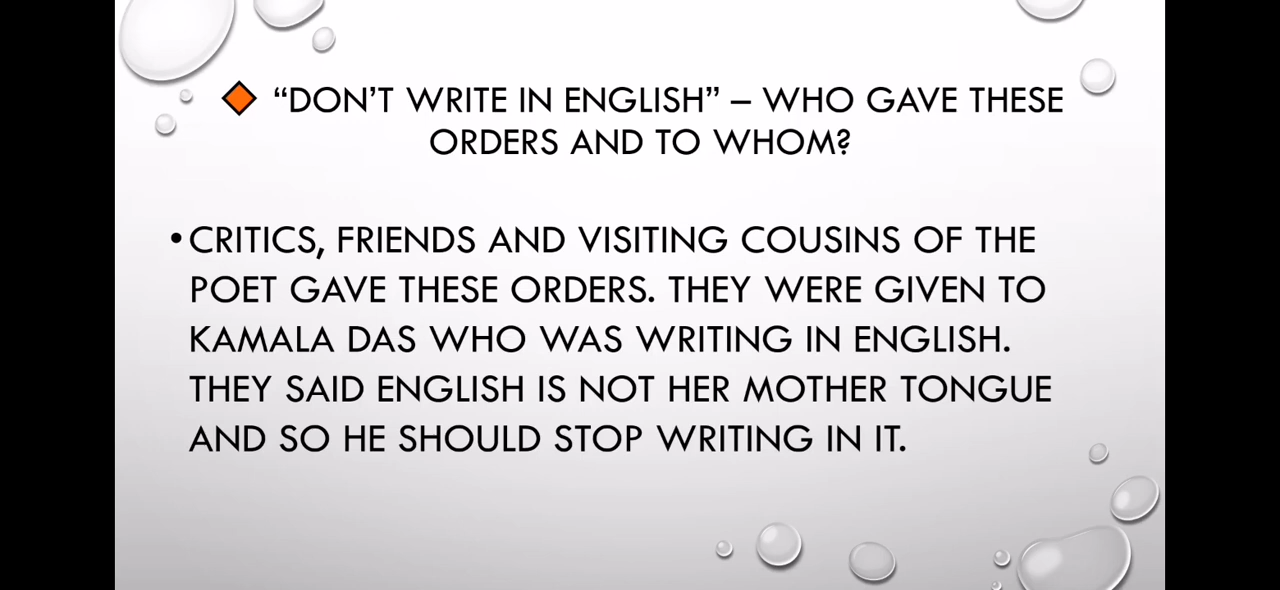 “DON’T WRITE IN ENGLISH” – WHO GAVE THESE
ORDERS AND TO WHOM?
• CRITICS, FRIENDS AND VISITING COUSINS OF THE
POET GAVE THESE ORDERS. THEY WERE GIVEN TO
KAMALA DAS WHO WAS WRITING IN ENGLISH.
THEY SAID ENGLISH IS NOT HER MOTHER TONGUE
AND SO HE SHOULD STOP WRITING IN IT.